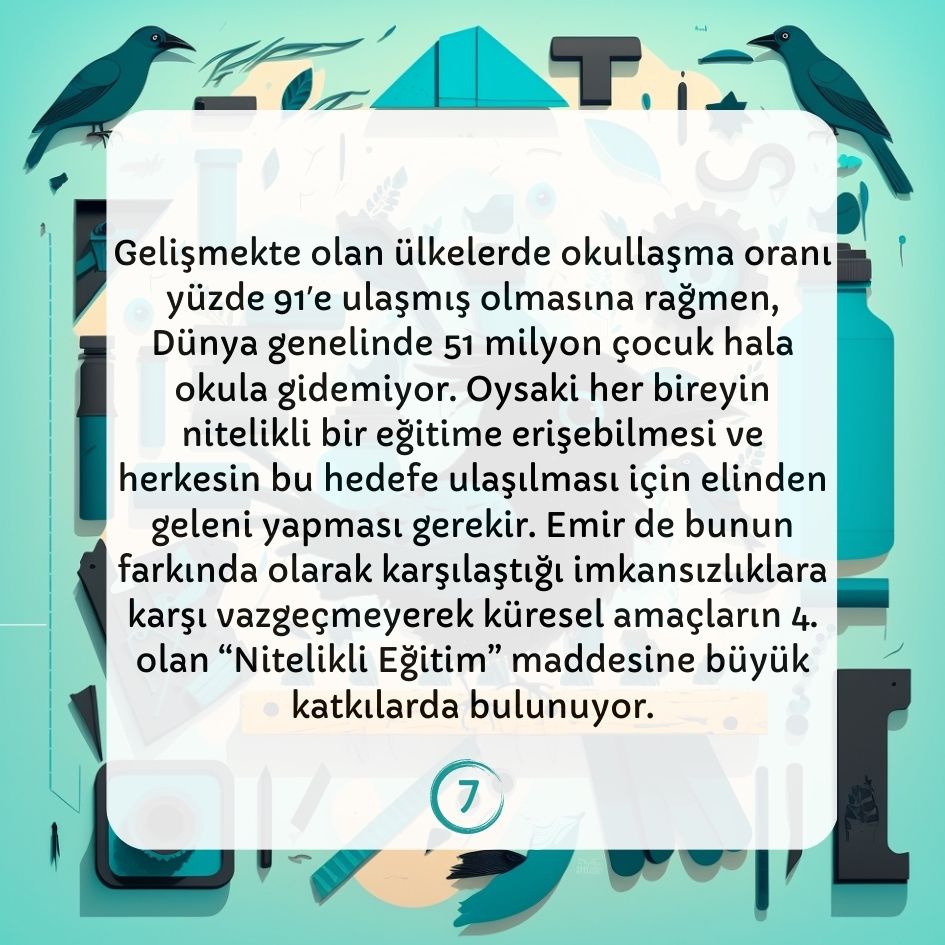 Gelişmekte olan ülkelerde okullaşma oranı
yüzde 91'e ulaşmış olmasına rağmen,
Dünya genelinde 51 milyon çocuk hala
okula gidemiyor. Oysaki her bireyin
nitelikli bir eğitime erişebilmesi ve
herkesin bu hedefe ulaşılması için elinden
geleni yapması gerekir. Emir de bunun
farkında olarak karşılaştığı imkansızlıklara
karşı vazgeçmeyerek küresel amaçların 4.
olan “Nitelikli Eğitim” maddesine büyük
katkılarda bulunuyor.
7